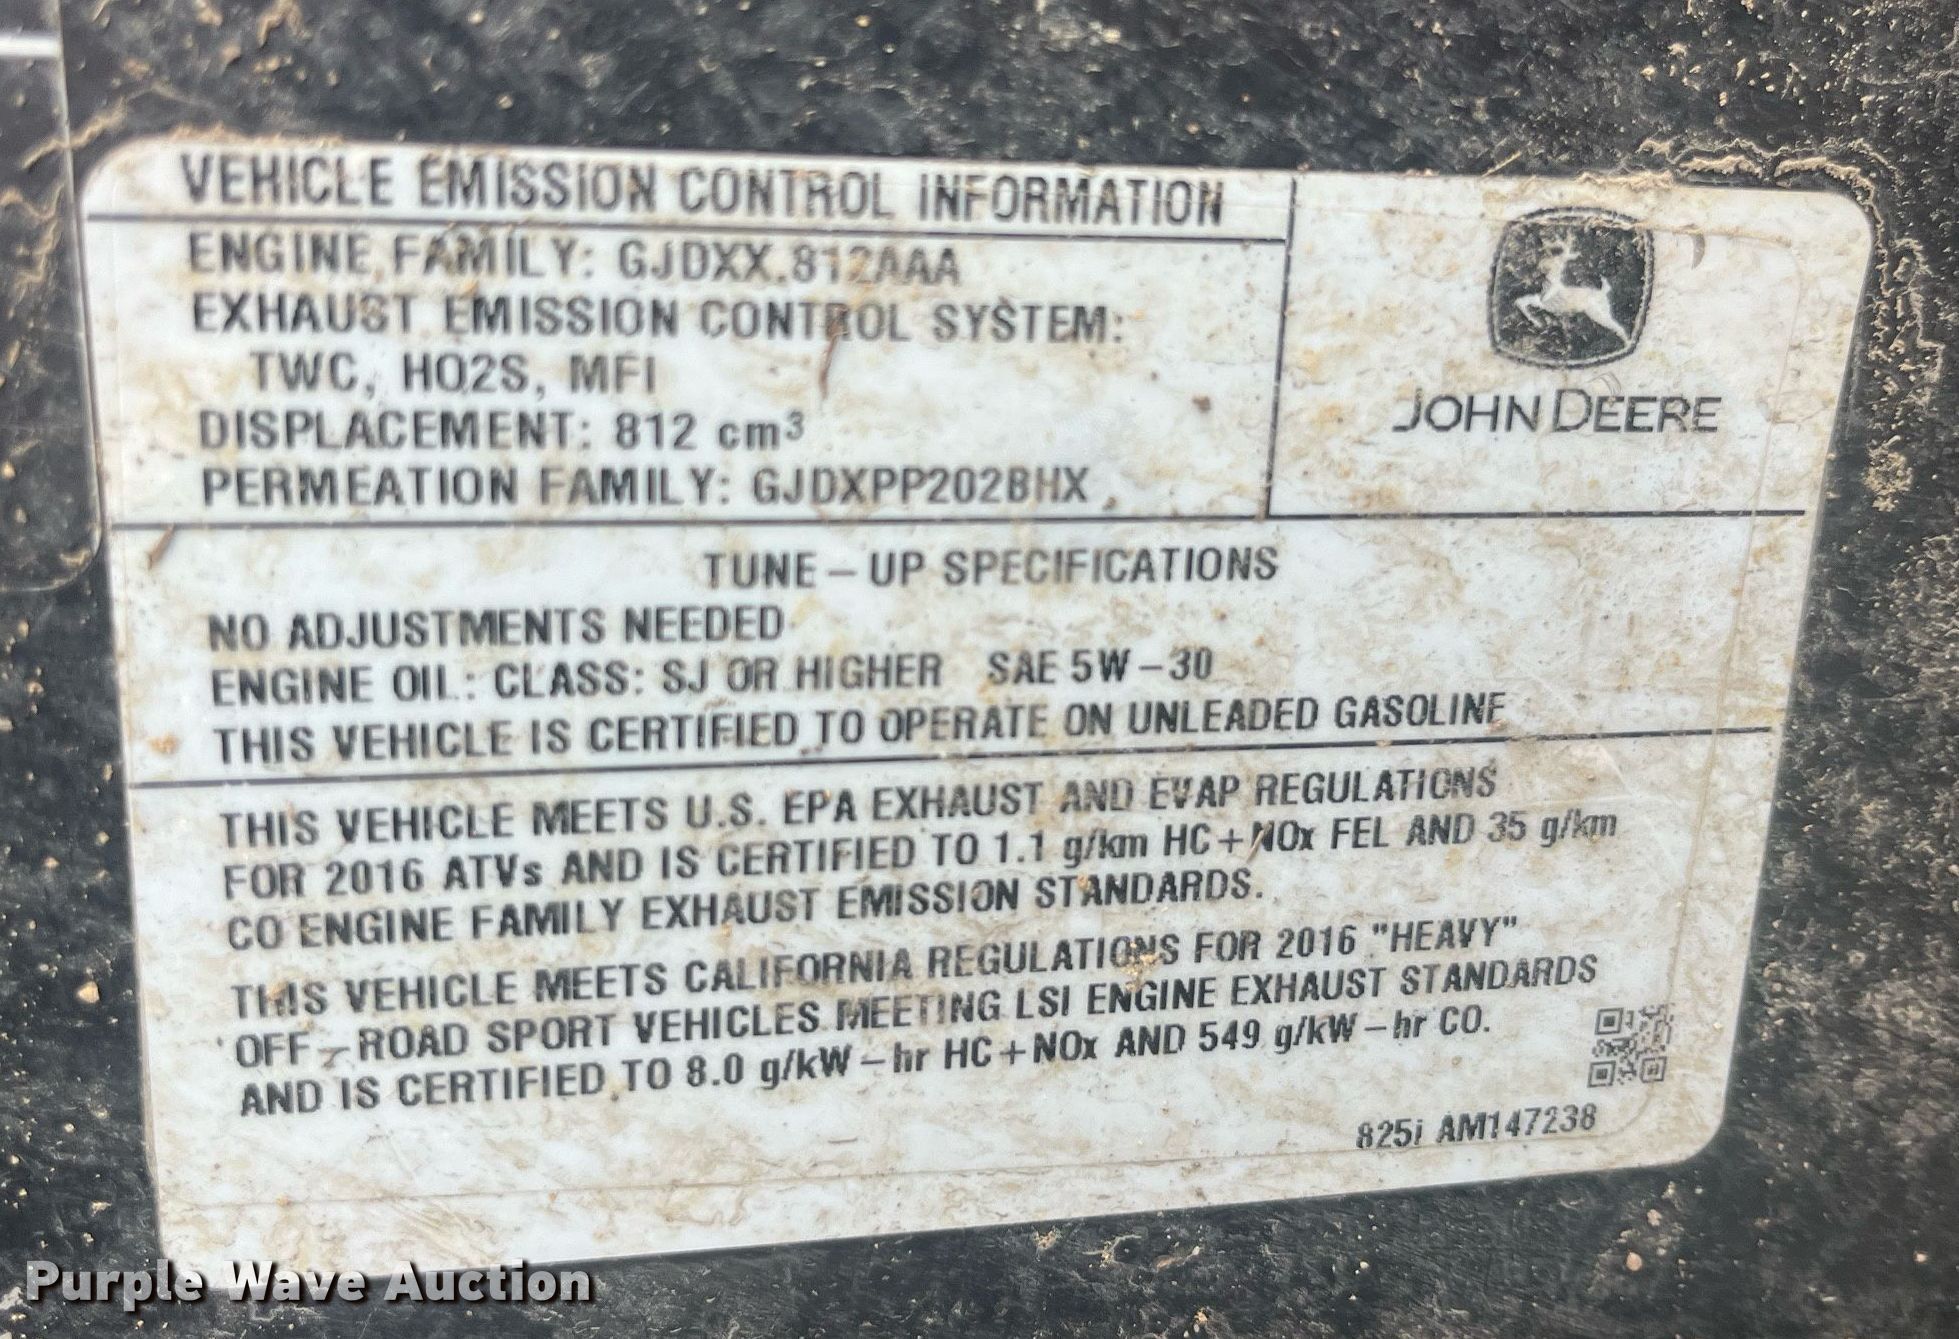 VEHICLE EMISSION CONTROL INFORMATION
ENGINE FAMILY: GJDXX.812AAA
EXHAUST EMISSION CONTROL SYSTEM:
TWC, HO2S, MFI
DISPLACEMENT: 812 cm³
PERMEATION FAMILY: GJDXPP202BHX
JOHN DEERE
TUNE-UP SPECIFICATIONS
NO ADJUSTMENTS NEEDED
ENGINE OIL: CLASS: SJ OR HIGHER SAE 5W-30
THIS VEHICLE IS CERTIFIED TO OPERATE ON UNLEADED GASOLINE
THIS VEHICLE MEETS U.S. EPA EXHAUST AND EVAP REGULATIONS
FOR 2016 ATVs AND IS CERTIFIED TO 1.1 g/km HC+NOx FEL AND 35 g/km
CO ENGINE FAMILY EXHAUST EMISSION STANDARDS.
THIS VEHICLE MEETS CALIFORNIA REGULATIONS FOR 2016 "HEAVY"
OFF-ROAD SPORT VEHICLES MEETING LSI ENGINE EXHAUST STANDARDS
AND IS CERTIFIED TO 8.0 g/kW-hr HC+NOx AND 549 g/kW-hr CO.
825i AM147238
Purple Wave Auction